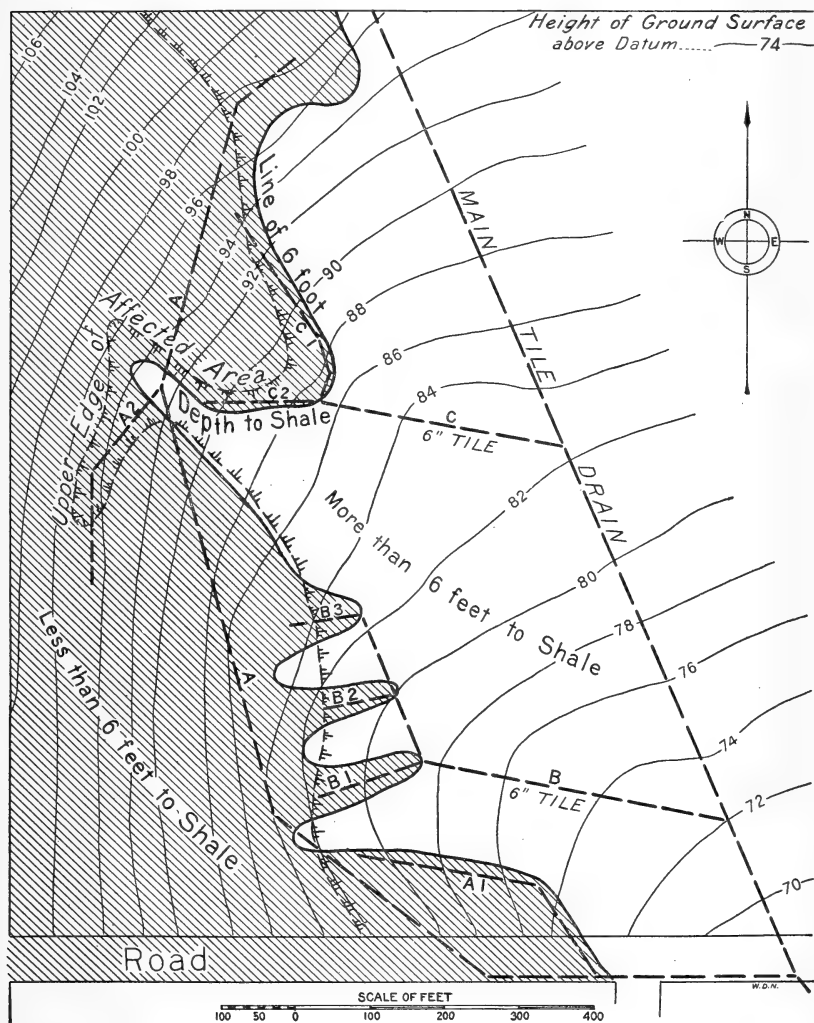 Height of Ground Surface
above Datum...... 74
106
104
102
100
98
96
94
92
90
88
86
84
82
80
78
76
74
72
70
MAIN TILE DRAIN
N
W E
S
Line of 6 foot
Depth to Shale
Upper Edge of
Affected Area
A
A2
C1
C2
C
6" TILE
More than
6 feet to Shale
Less than 6 feet to Shale
A
B3
B2
B1
B
6" TILE
A1
Road
W.D.N.
SCALE OF FEET
100 50 0 100 200 300 400